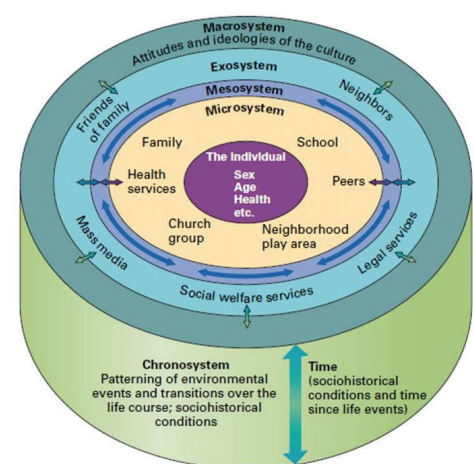 Macrosystem
Attitudes and ideologies of the culture
Exosystem
Mesosystem
Microsystem
Friends
of family
Neighbors
Family
School
The individual
Sex
Age
Health
etc.
Health
services
Peers
Church
group
Neighborhood
play area
Mass media
Legal services
Social welfare services
Chronosystem
Patterning of environmental
events and transitions over the
life course; sociohistorical
conditions
Time
(sociohistorical
conditions and time
since life events)